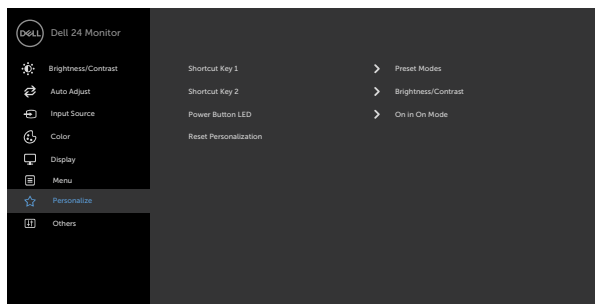 DELL Dell 24 Monitor
Brightness/Contrast
Auto Adjust
Input Source
Color
Display
Menu
Personalize
Others
Shortcut Key 1 Preset Modes
Shortcut Key 2 Brightness/Contrast
Power Button LED On in On Mode
Reset Personalization